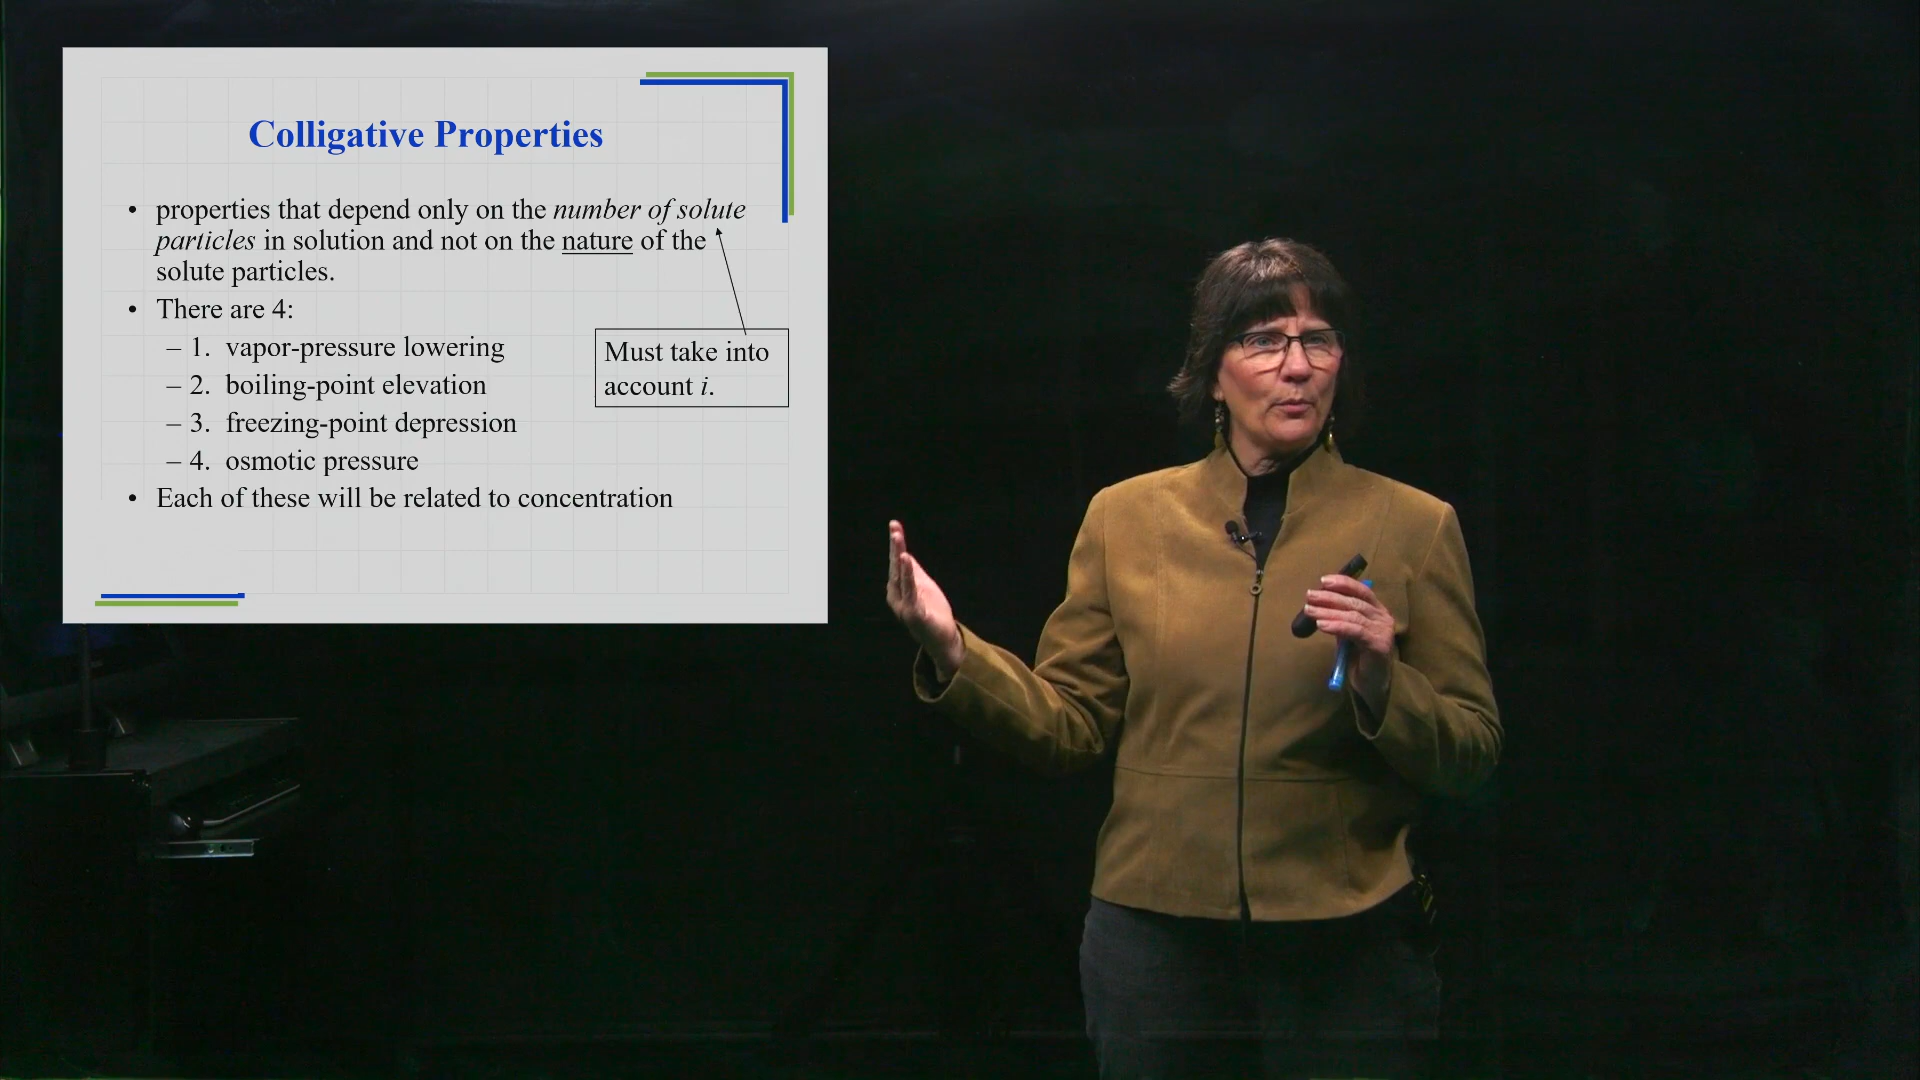 Colligative Properties
• properties that depend only on the number of solute
particles in solution and not on the nature of the
solute particles.
• There are 4:
– 1. vapor-pressure lowering
– 2. boiling-point elevation
– 3. freezing-point depression
– 4. osmotic pressure
• Each of these will be related to concentration
Must take into
account i.